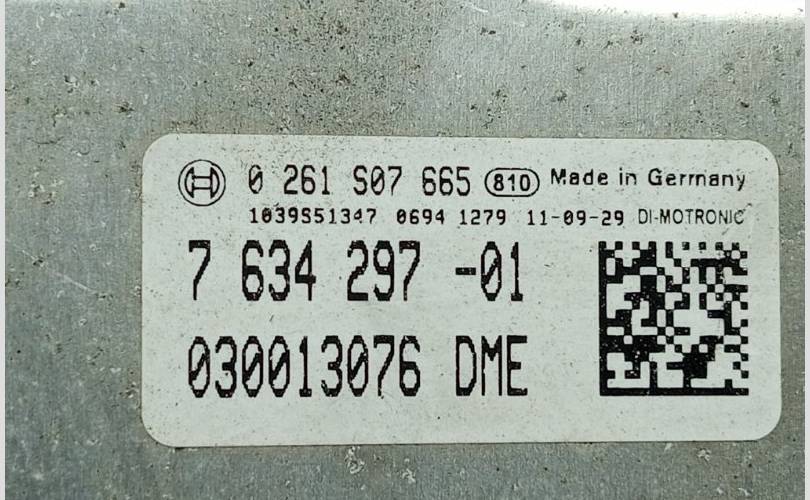 0 261 S07 665 810 Made in Germany
1039S51347 0694 1279 11-09-29 DI-MOTRONIC
7 634 297 -01
030013076 DME